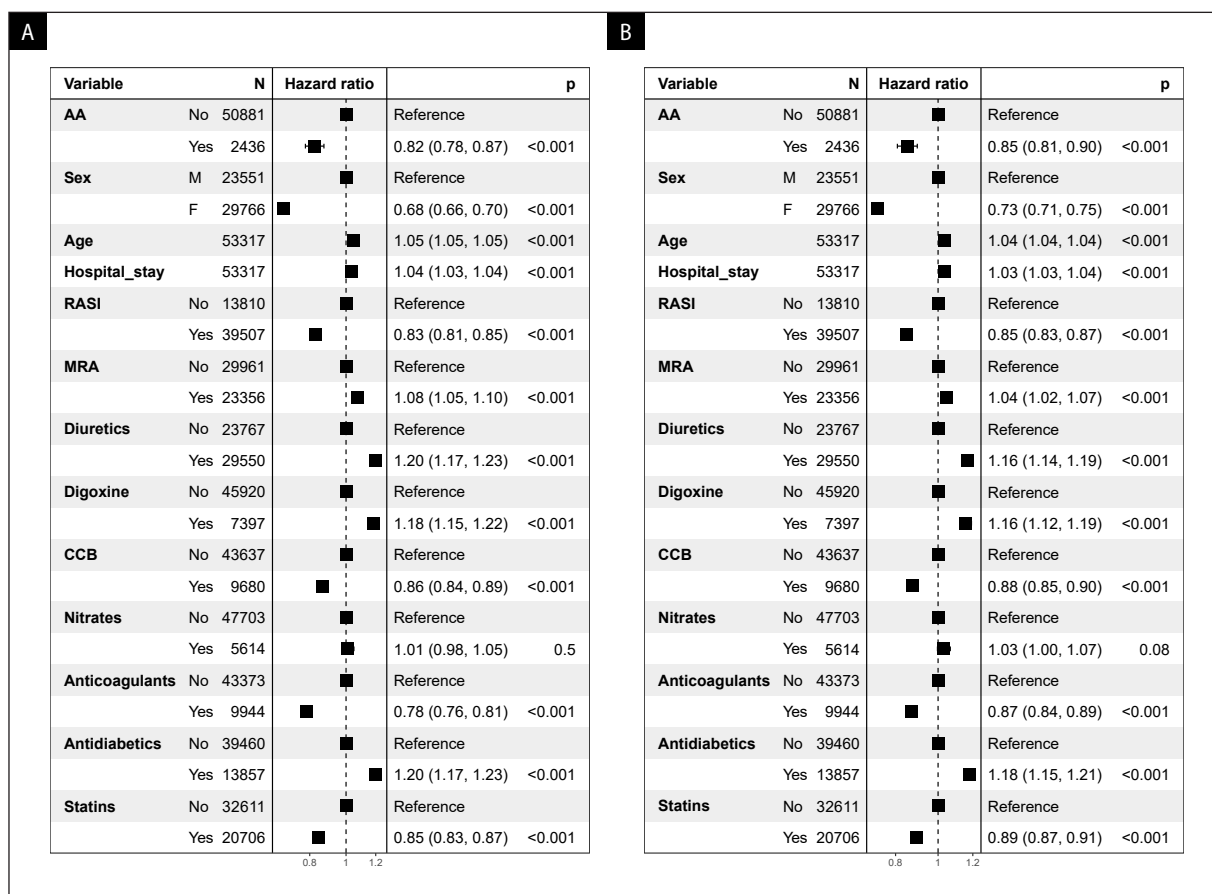 A
Variable N Hazard ratio p
AA No 50881 Reference
Yes 2436 0.82 (0.78, 0.87) <0.001
Sex M 23551 Reference
F 29766 0.68 (0.66, 0.70) <0.001
Age 53317 1.05 (1.05, 1.05) <0.001
Hospital_stay 53317 1.04 (1.03, 1.04) <0.001
RASI No 13810 Reference
Yes 39507 0.83 (0.81, 0.85) <0.001
MRA No 29961 Reference
Yes 23356 1.08 (1.05, 1.10) <0.001
Diuretics No 23767 Reference
Yes 29550 1.20 (1.17, 1.23) <0.001
Digoxine No 45920 Reference
Yes 7397 1.18 (1.15, 1.22) <0.001
CCB No 43637 Reference
Yes 9680 0.86 (0.84, 0.89) <0.001
Nitrates No 47703 Reference
Yes 5614 1.01 (0.98, 1.05) 0.5
Anticoagulants No 43373 Reference
Yes 9944 0.78 (0.76, 0.81) <0.001
Antidiabetics No 39460 Reference
Yes 13857 1.20 (1.17, 1.23) <0.001
Statins No 32611 Reference
Yes 20706 0.85 (0.83, 0.87) <0.001
0.8 1 1.2
B
Variable N Hazard ratio p
AA No 50881 Reference
Yes 2436 0.85 (0.81, 0.90) <0.001
Sex M 23551 Reference
F 29766 0.73 (0.71, 0.75) <0.001
Age 53317 1.04 (1.04, 1.04) <0.001
Hospital_stay 53317 1.03 (1.03, 1.04) <0.001
RASI No 13810 Reference
Yes 39507 0.85 (0.83, 0.87) <0.001
MRA No 29961 Reference
Yes 23356 1.04 (1.02, 1.07) <0.001
Diuretics No 23767 Reference
Yes 29550 1.16 (1.14, 1.19) <0.001
Digoxine No 45920 Reference
Yes 7397 1.16 (1.12, 1.19) <0.001
CCB No 43637 Reference
Yes 9680 0.88 (0.85, 0.90) <0.001
Nitrates No 47703 Reference
Yes 5614 1.03 (1.00, 1.07) 0.08
Anticoagulants No 43373 Reference
Yes 9944 0.87 (0.84, 0.89) <0.001
Antidiabetics No 39460 Reference
Yes 13857 1.18 (1.15, 1.21) <0.001
Statins No 32611 Reference
Yes 20706 0.89 (0.87, 0.91) <0.001
0.8 1 1.2